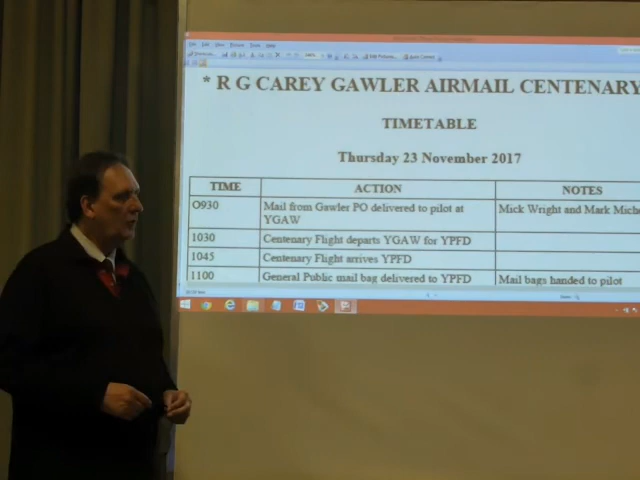 * R G CAREY GAWLER AIRMAIL CENTENARY
TIMETABLE
Thursday 23 November 2017
TIME ACTION NOTES
O930 Mail from Gawler PO delivered to pilot at YGAW Mick Wright and Mark Miche
1030 Centenary Flight departs YGAW for YPFD
1045 Centenary Flight arrives YPFD
1100 General Public mail bag delivered to YPFD Mail bags handed to pilot